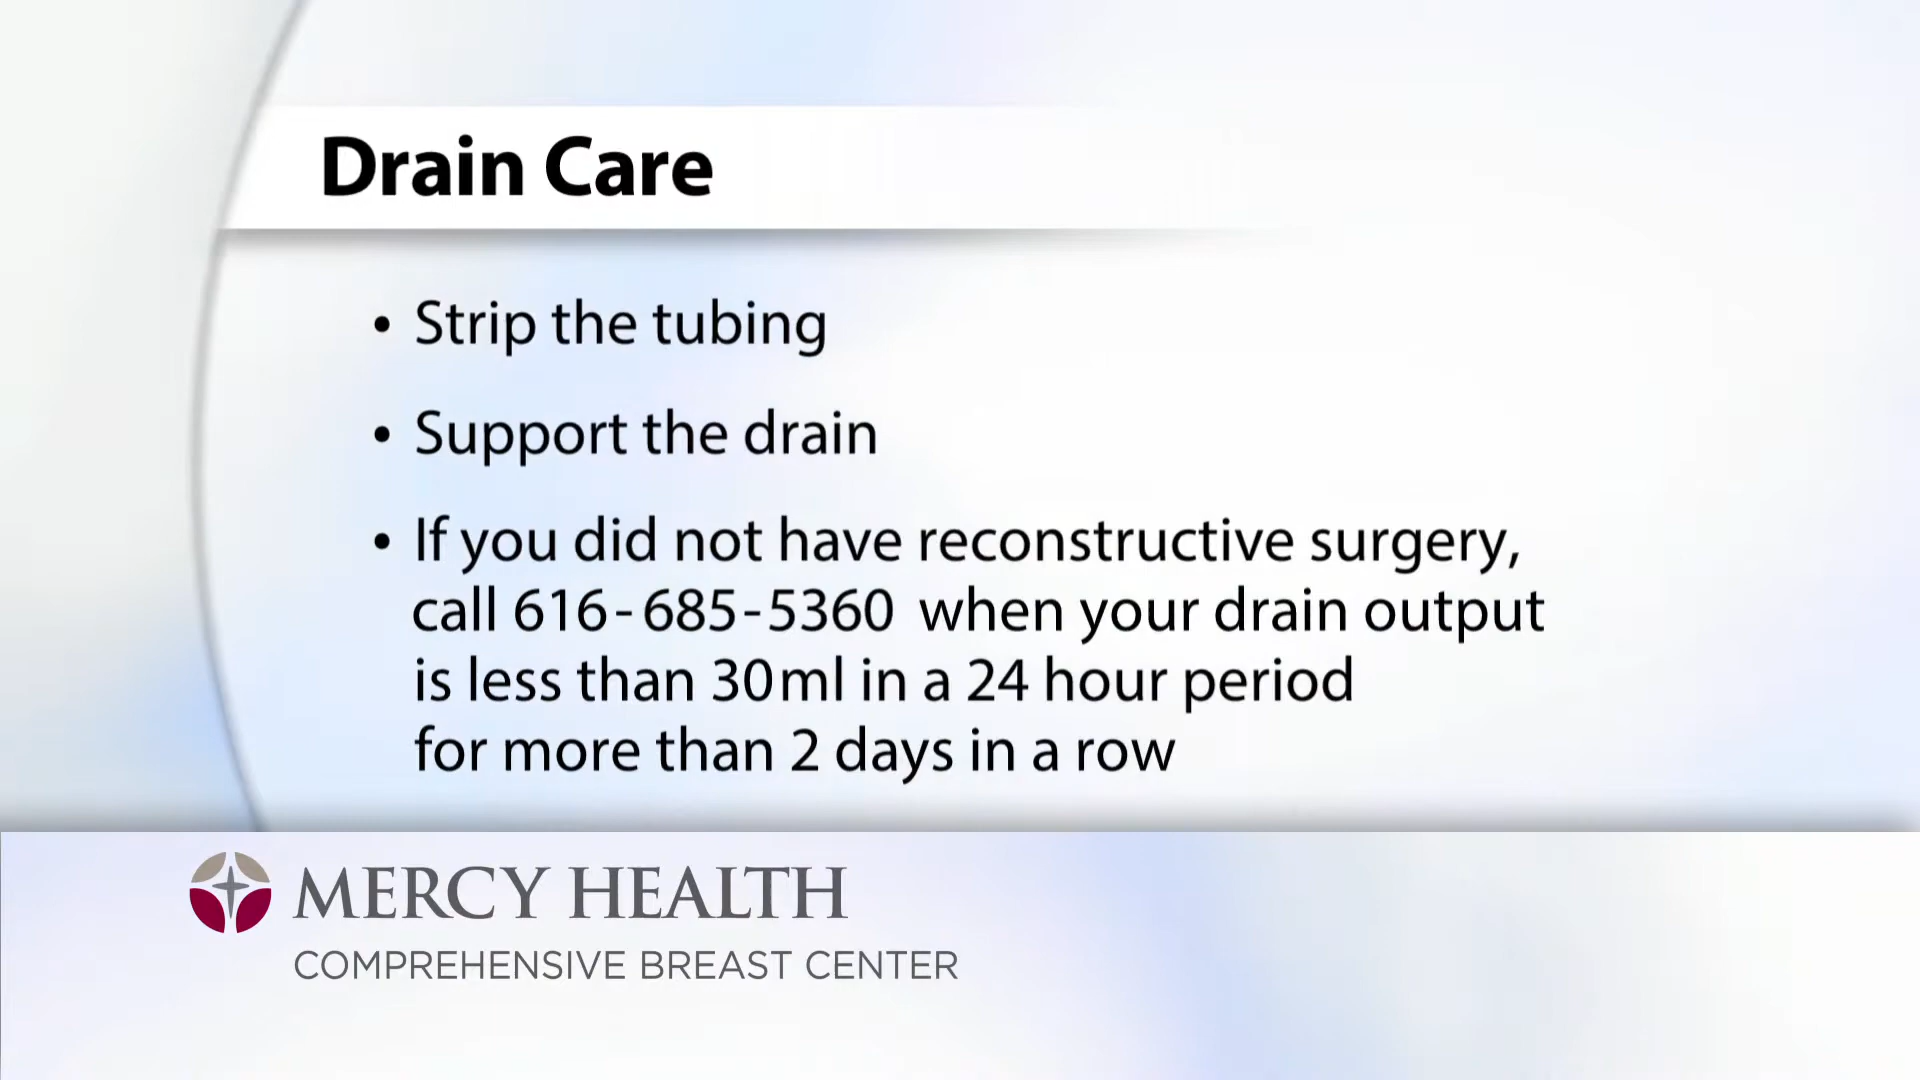 Drain Care
• Strip the tubing
• Support the drain
• If you did not have reconstructive surgery,
call 616-685-5360 when your drain output
is less than 30ml in a 24 hour period
for more than 2 days in a row
MERCY HEALTH
COMPREHENSIVE BREAST CENTER